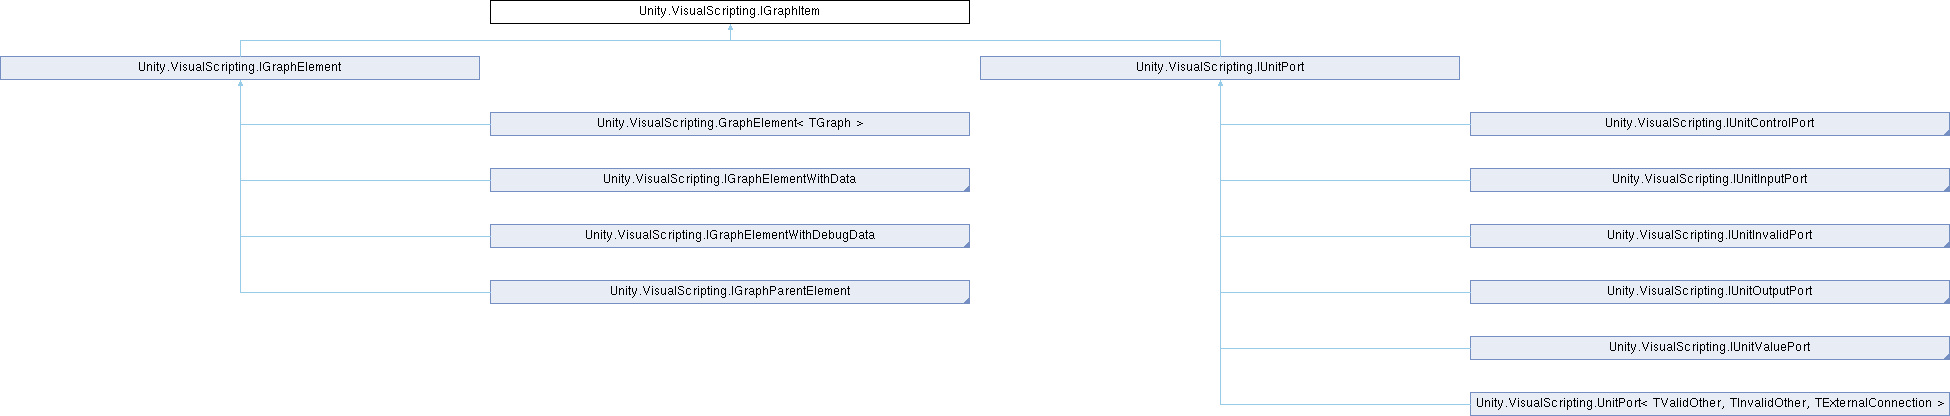 Unity.VisualScripting.IGraphItem
Unity.VisualScripting.IGraphElement
Unity.VisualScripting.IUnitPort
Unity.VisualScripting.GraphElement< TGraph >
Unity.VisualScripting.IUnitControlPort
Unity.VisualScripting.IGraphElementWithData
Unity.VisualScripting.IUnitInputPort
Unity.VisualScripting.IGraphElementWithDebugData
Unity.VisualScripting.IUnitInvalidPort
Unity.VisualScripting.IGraphParentElement
Unity.VisualScripting.IUnitOutputPort
Unity.VisualScripting.IUnitValuePort
Unity.VisualScripting.UnitPort< TValidOther, TInvalidOther, TExternalConnection >